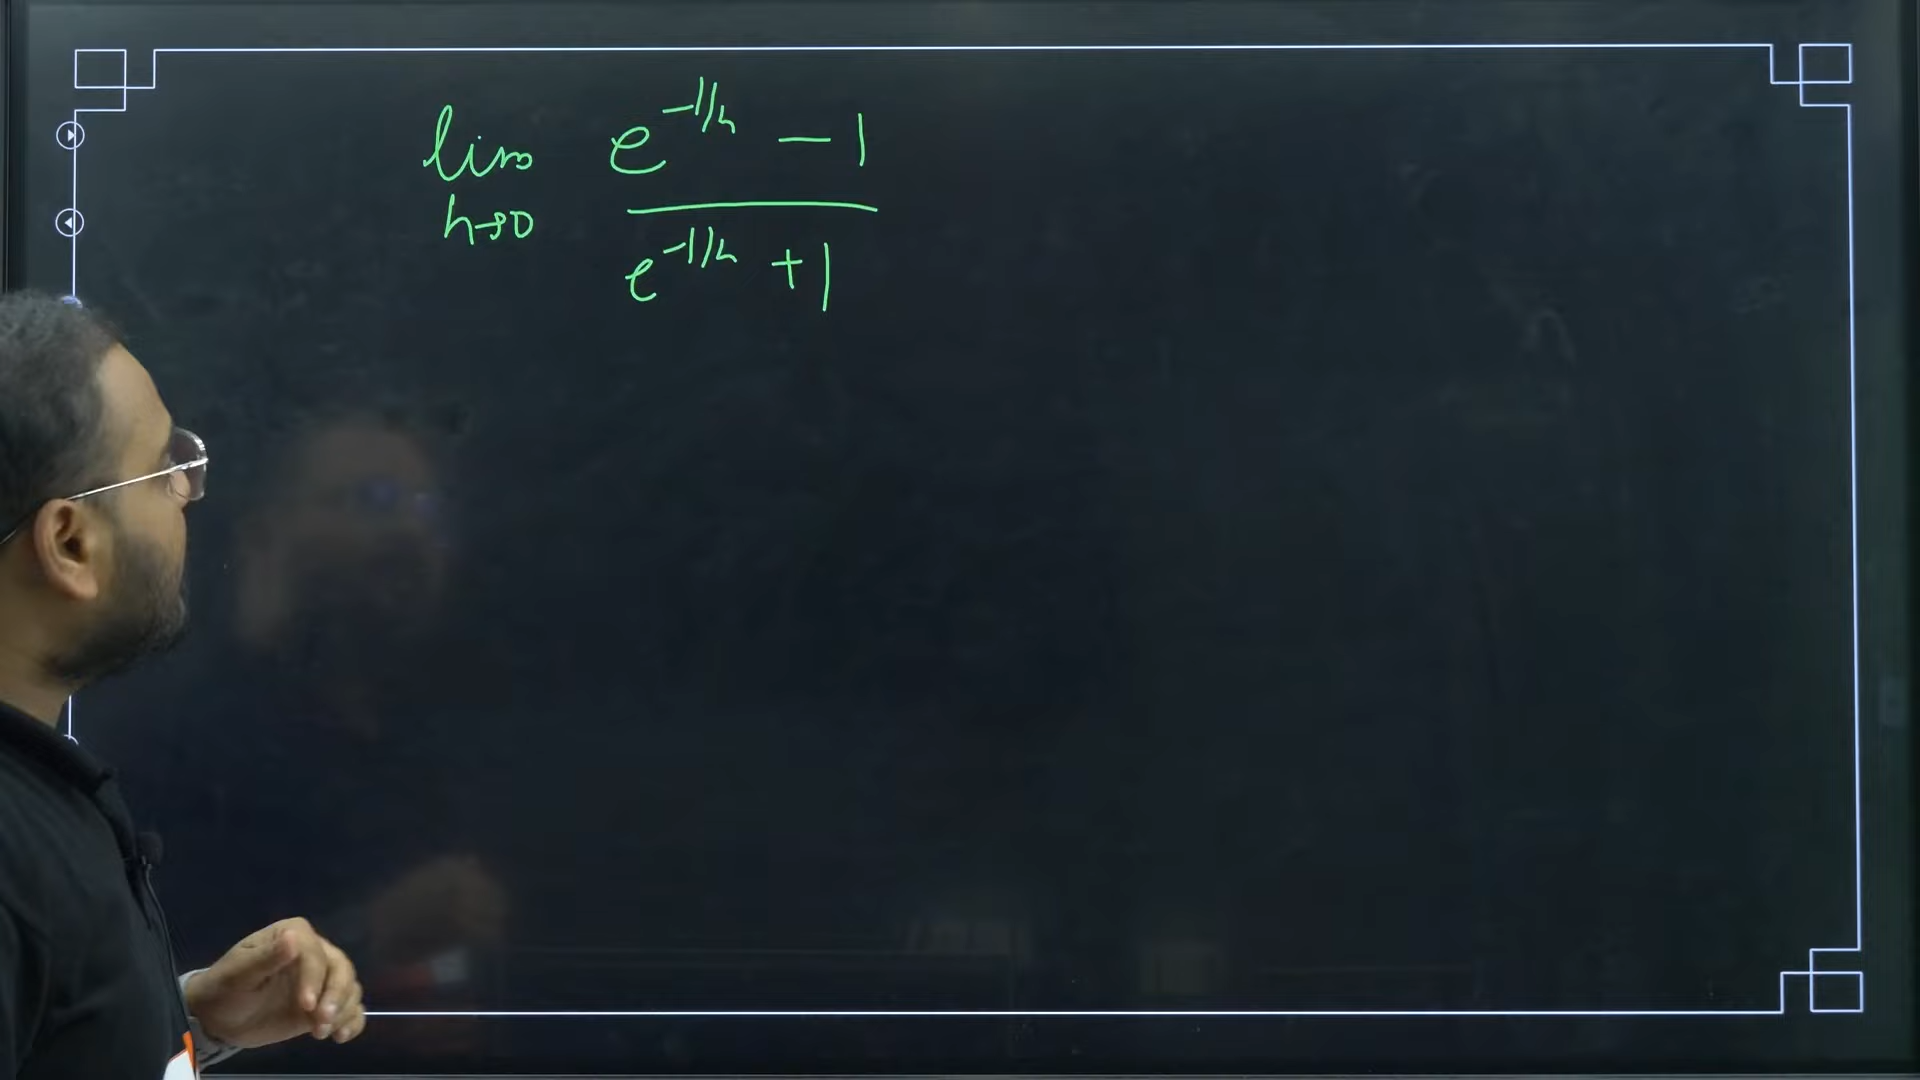 lim e^{-1/h} - 1
h→0 e^{-1/h} + 1